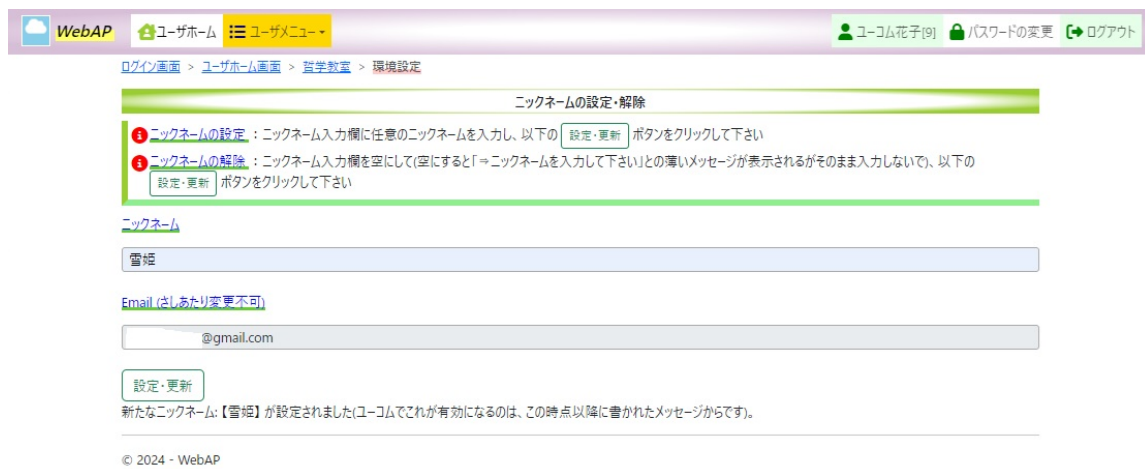 WebAP ユーザホーム ユーザメニュー ユーコム花子[9] パスワードの変更 ログアウト
ログイン画面 > ユーザホーム画面 > 哲学教室 > 環境設定
ニックネームの設定・解除
ニックネームの設定 : ニックネーム入力欄に任意のニックネームを入力し、以下の 設定・更新 ボタンをクリックして下さい
ニックネームの解除 : ニックネーム入力欄を空にして(空にすると「⇒ニックネームを入力して下さい」との薄いメッセージが表示されるがそのまま入力しないで)、以下の
設定・更新 ボタンをクリックして下さい
ニックネーム
雪姫
Email (さしあたり変更不可)
@gmail.com
設定・更新
新たなニックネーム:【雪姫】 が設定されました(ユーコムでこれが有効になるのは、この時点以降に書かれたメッセージからです)。
© 2024 - WebAP